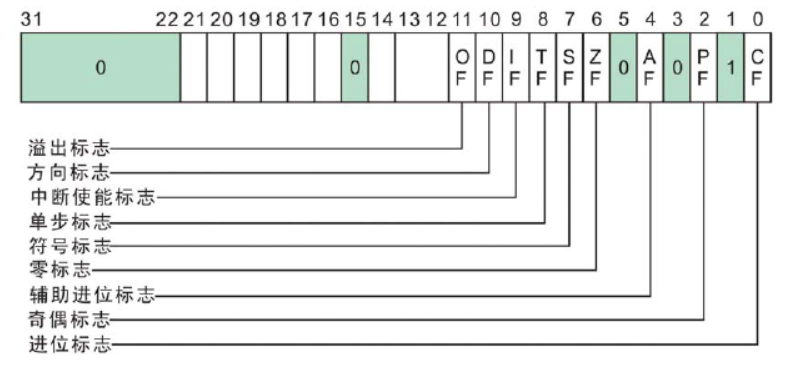 31 22 21 20 19 18 17 16 15 14 13 12 11 10 9 8 7 6 5 4 3 2 1 0
0 0 OF DF IF TF SF ZF 0 AF 0 PF 1 CF
溢出标志
方向标志
中断使能标志
单步标志
符号标志
零标志
辅助进位标志
奇偶标志
进位标志